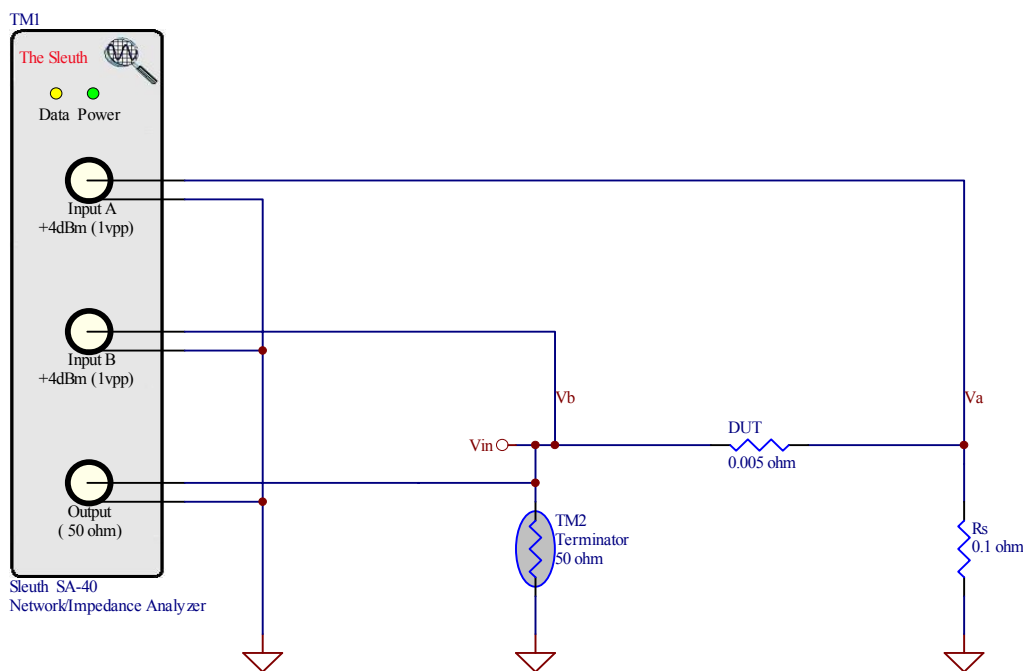 TM1
The Sleuth
Data Power
Input A
+4dBm (1vpp)
Input B
+4dBm (1vpp)
Output
( 50 ohm)
Sleuth SA-40
Network/Impedance Analyzer
Vb
Va
Vin
DUT
0.005 ohm
TM2
Terminator
50 ohm
Rs
0.1 ohm